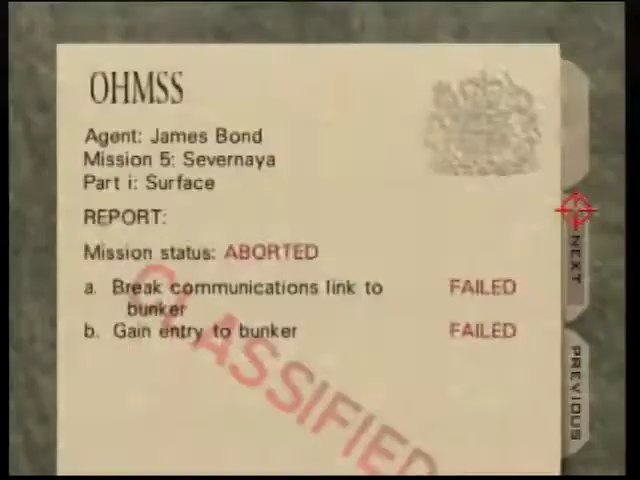 OHMSS
Agent: James Bond
Mission 5: Severnaya
Part i: Surface
REPORT:
Mission status: ABORTED
a. Break communications link to bunker FAILED
b. Gain entry to bunker FAILED
CLASSIFIED
NEXT
PREVIOUS